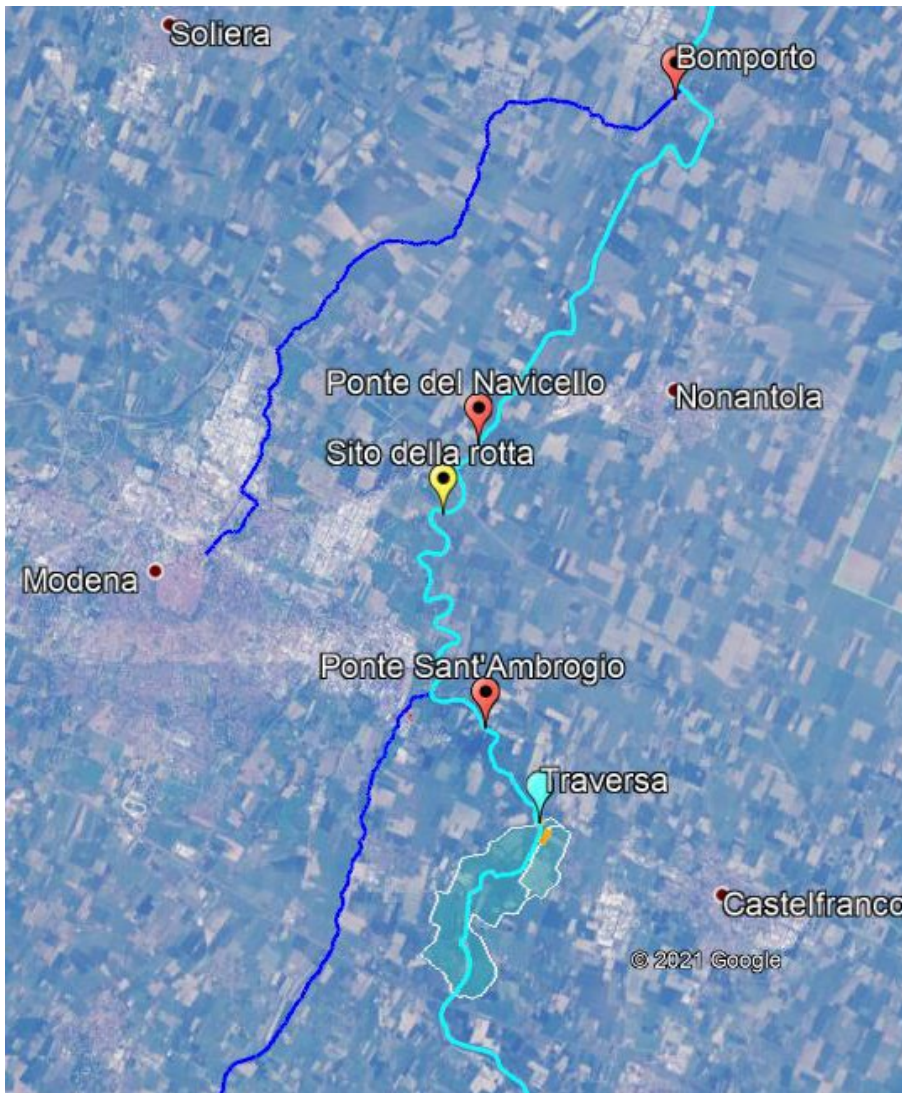 Soliera
Bomporto
Ponte del Navicello
Nonantola
Sito della rotta
Modena
Ponte Sant'Ambrogio
Traversa
Castelfranco
© 2021 Google